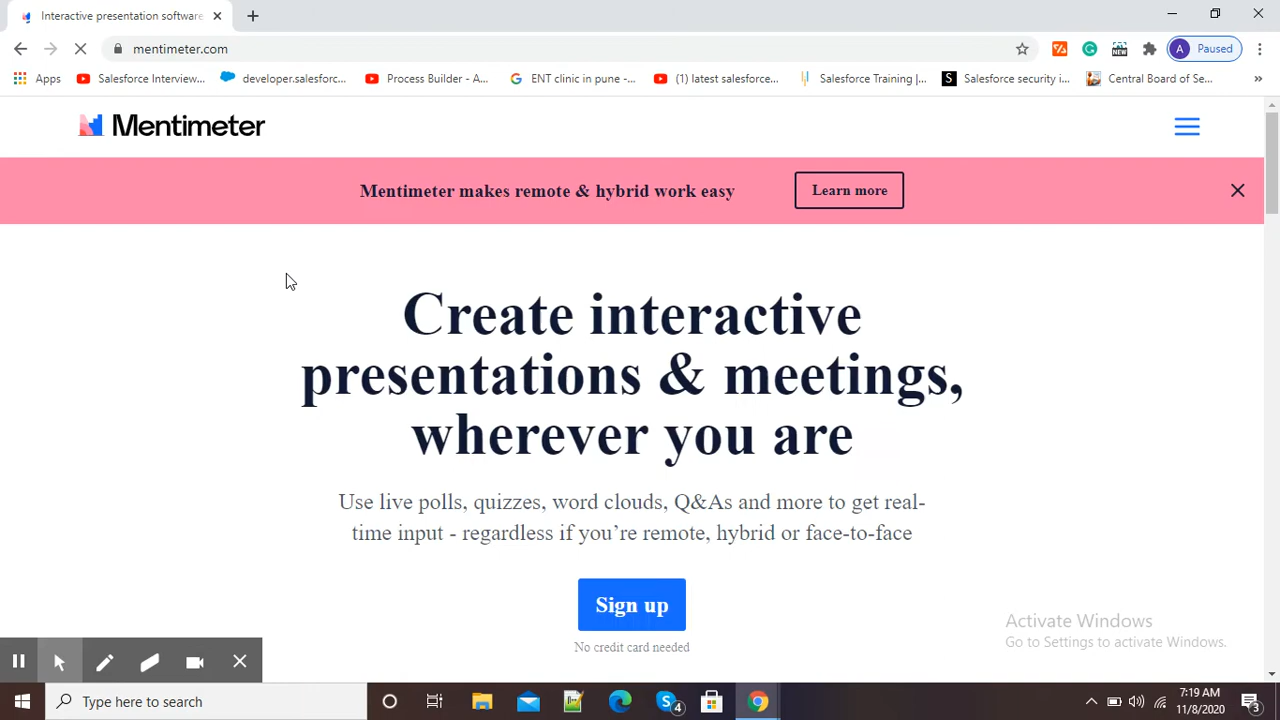 Interactive presentation software
mentimeter.com
A Paused
Apps Salesforce Interview... developer.salesforc... Process Builder - A... ENT clinic in pune -... (1) latest salesforce... Salesforce Training |... S Salesforce security i... Central Board of Se... »
Mentimeter
Mentimeter makes remote & hybrid work easy Learn more
Create interactive
presentations & meetings,
wherever you are
Use live polls, quizzes, word clouds, Q&As and more to get real-
time input - regardless if you’re remote, hybrid or face-to-face
Sign up
No credit card needed
Activate Windows
Go to Settings to activate Windows.
Type here to search
4
7:19 AM
11/8/2020
3